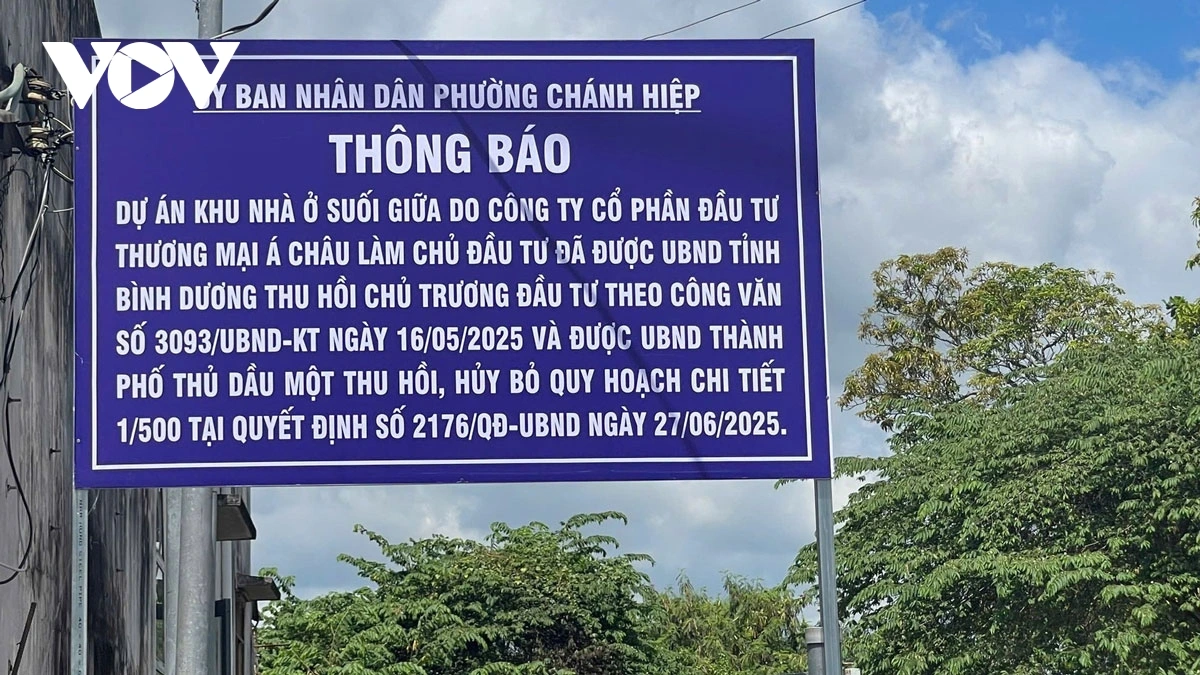 VOV
ỦY BAN NHÂN DÂN PHƯỜNG CHÁNH HIỆP
THÔNG BÁO
DỰ ÁN KHU NHÀ Ở SUỐI GIỮA DO CÔNG TY CỔ PHẦN ĐẦU TƯ
THƯƠNG MẠI Á CHÂU LÀM CHỦ ĐẦU TƯ ĐÃ ĐƯỢC UBND TỈNH
BÌNH DƯƠNG THU HỒI CHỦ TRƯƠNG ĐẦU TƯ THEO CÔNG VĂN
SỐ 3093/UBND-KT NGÀY 16/05/2025 VÀ ĐƯỢC UBND THÀNH
PHỐ THỦ DẦU MỘT THU HỒI, HỦY BỎ QUY HOẠCH CHI TIẾT
1/500 TẠI QUYẾT ĐỊNH SỐ 2176/QĐ-UBND NGÀY 27/06/2025.